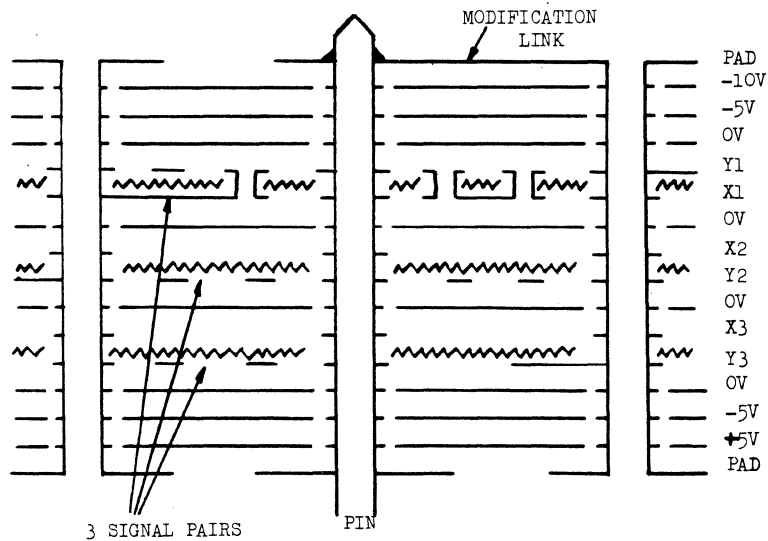 MODIFICATION
LINK
PAD
-10V
-5V
0V
Y1
X1
0V
X2
Y2
0V
X3
Y3
0V
-5V
+5V
PAD
3 SIGNAL PAIRS
PIN